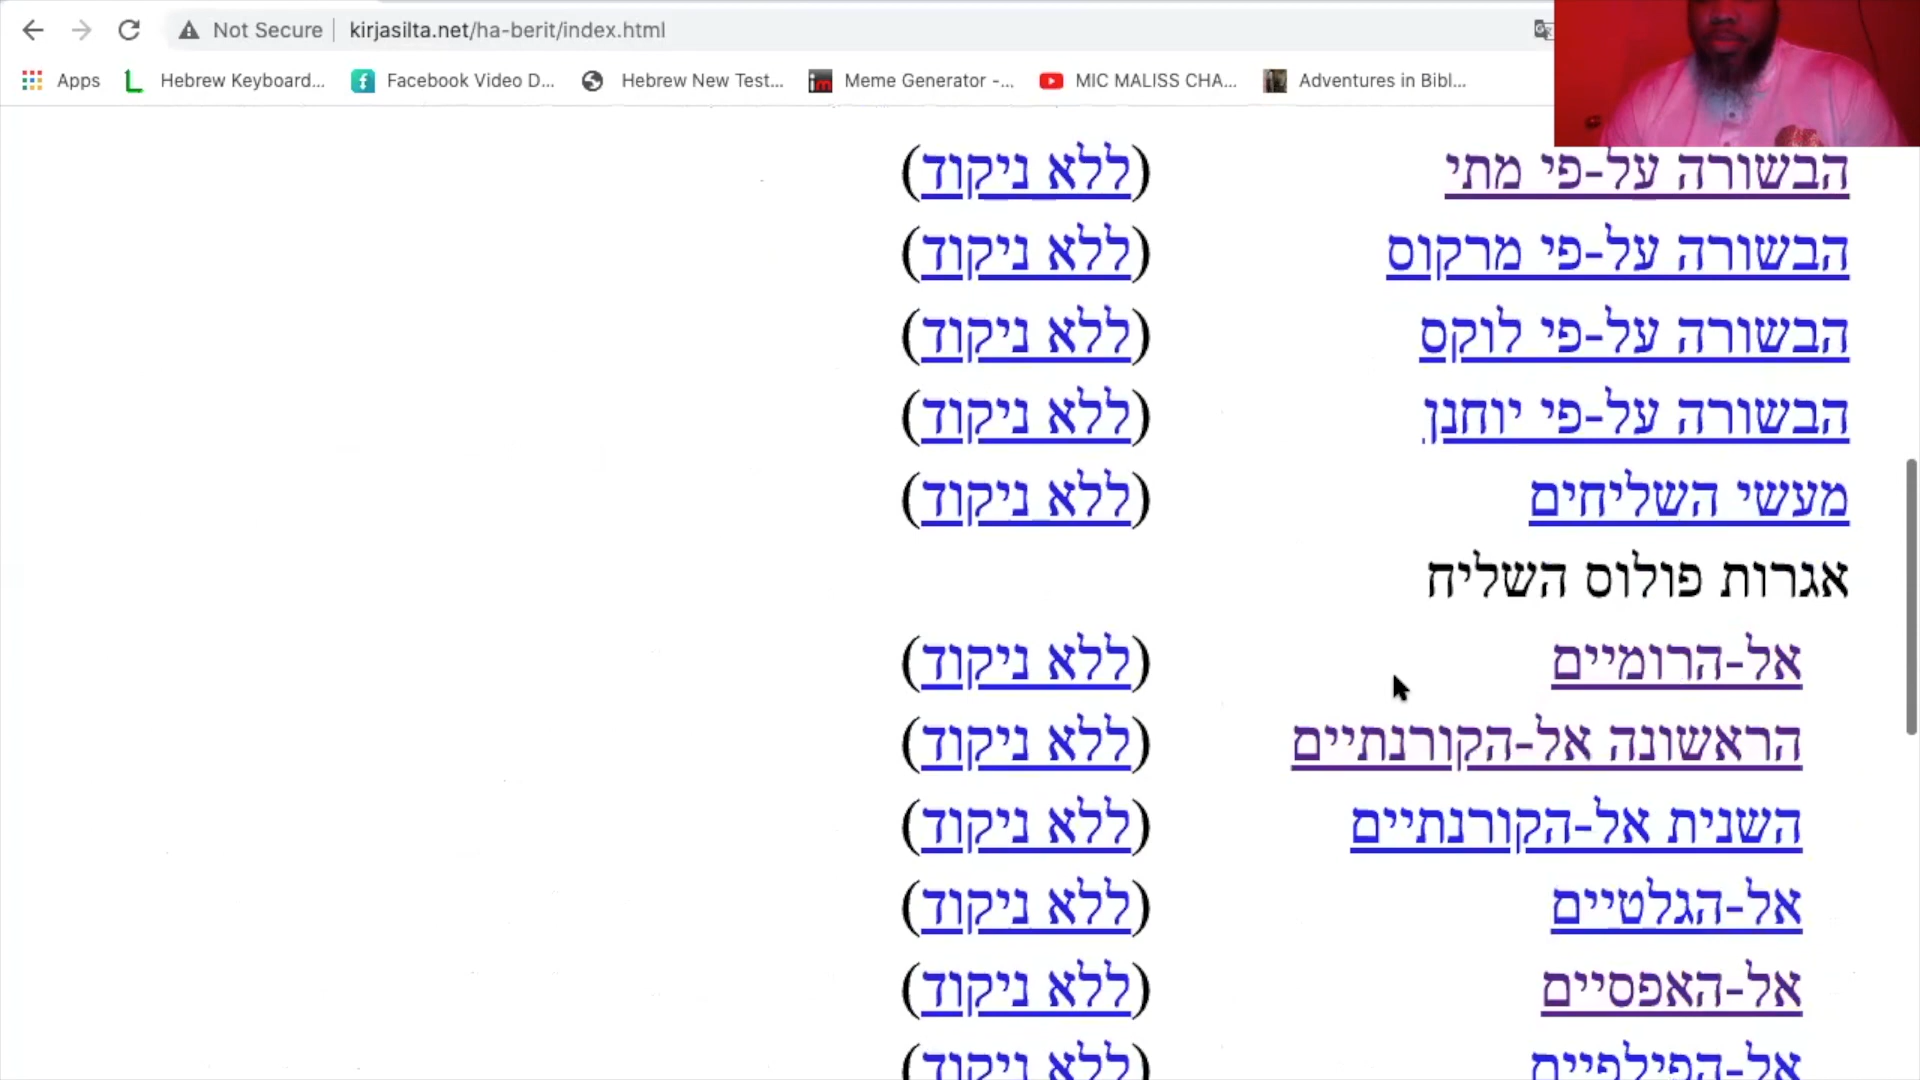 Not Secure kirjasilta.net/ha-berit/index.html
Apps Hebrew Keyboard... Facebook Video D... Hebrew New Test... Meme Generator -... MIC MALISS CHA... Adventures in Bibl...
הבשורה על-פי מתי (ללא ניקוד)
הבשורה על-פי מרקוס (ללא ניקוד)
הבשורה על-פי לוקס (ללא ניקוד)
הבשורה על-פי יוחנן (ללא ניקוד)
מעשי השליחים (ללא ניקוד)
אגרות פולוס השליח
אל-הרומיים (ללא ניקוד)
הראשונה אל-הקורנתיים (ללא ניקוד)
השנית אל-הקורנתיים (ללא ניקוד)
אל-הגלטיים (ללא ניקוד)
אל-האפסיים (ללא ניקוד)
אל-הפילפיים (ללא ניקוד)